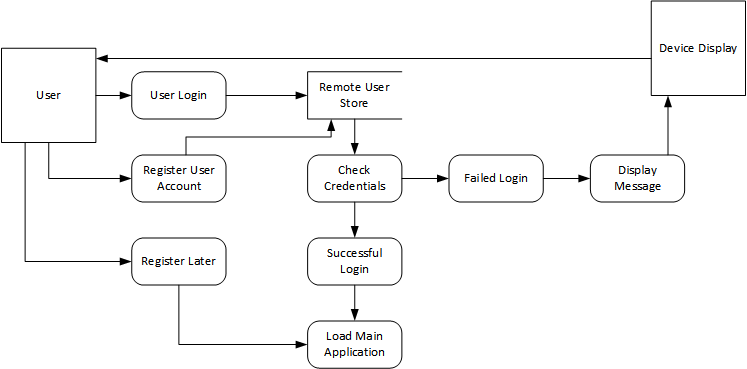 Device Display
User
User Login
Remote User
Store
Register User
Account
Check
Credentials
Failed Login
Display
Message
Register Later
Successful
Login
Load Main
Application